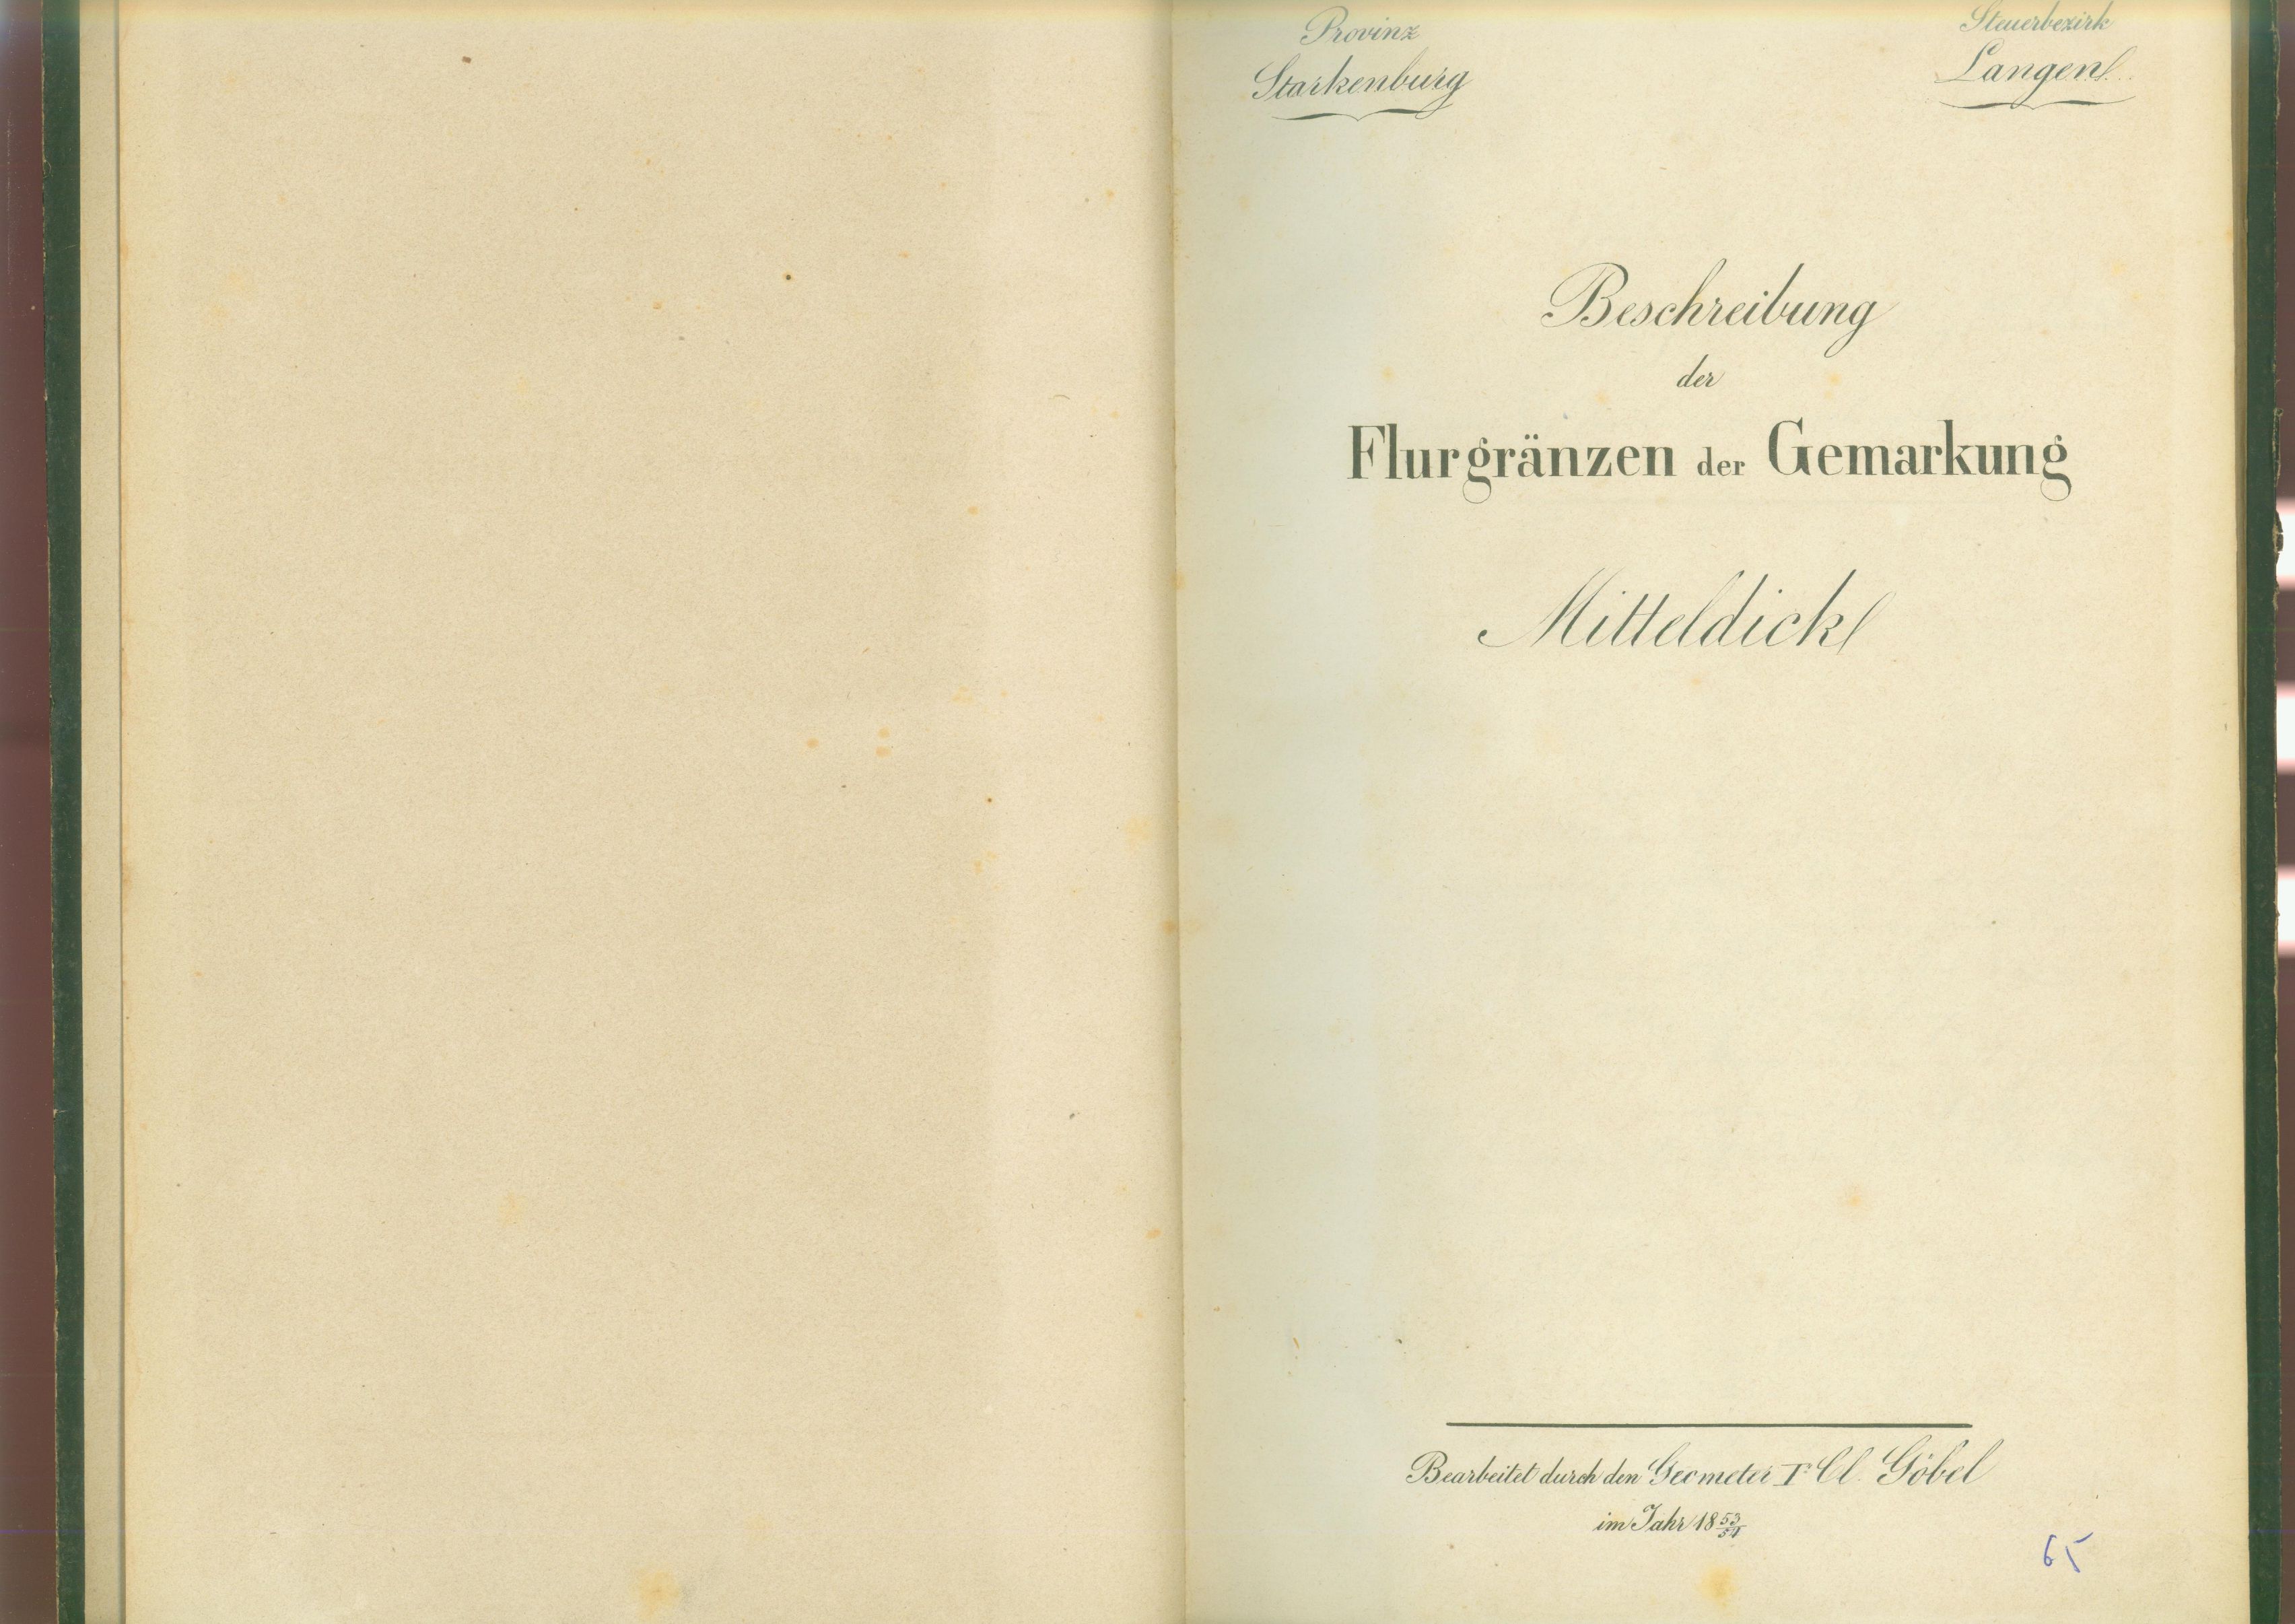 Provinz
Starkenburg
Steuerbezirk
Langen
Beschreibung
der
Flurgränzen der Gemarkung
Mitteldick
Bearbeitet durch den Geometer I. Cl. Göbel
im Jahr 1853/54
65